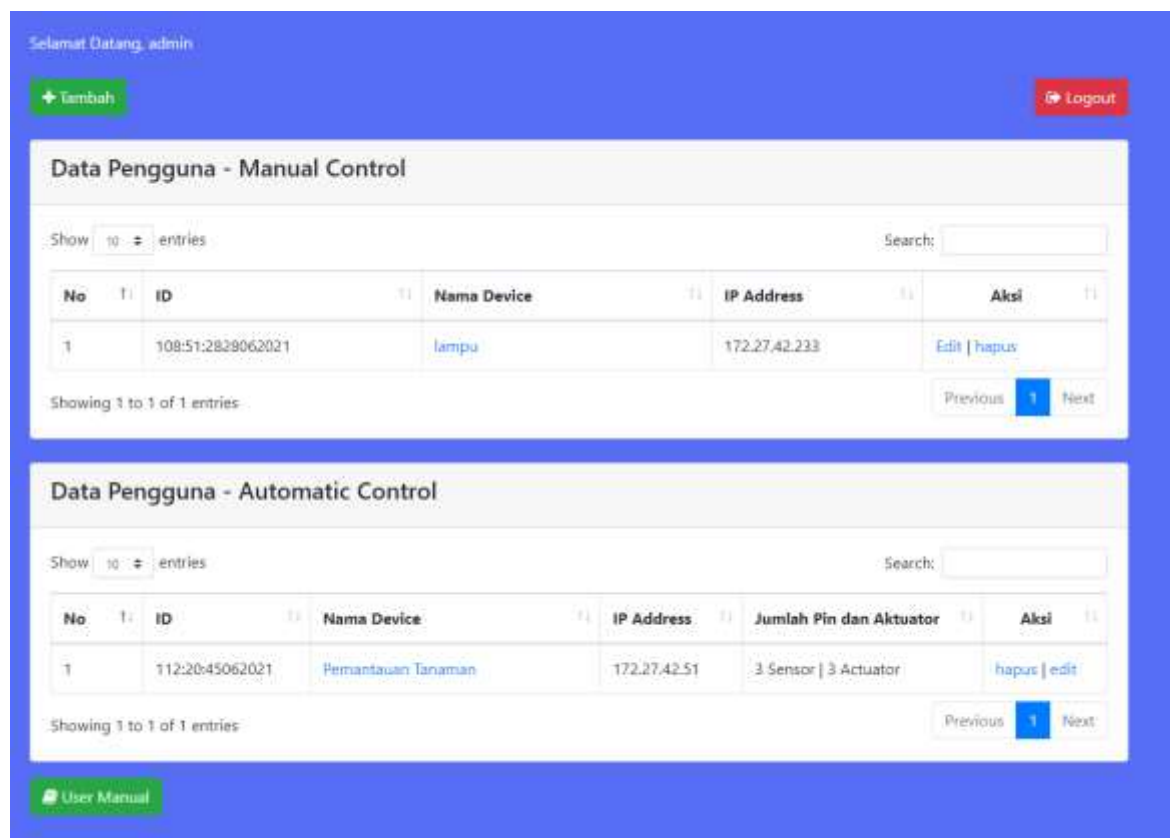 Selamat Datang, admin
Tambah
Logout
Data Pengguna - Manual Control
Show 10 entries
Search:
No ID Nama Device IP Address Aksi
1 108:51:2828062021 lampu 172.27.42.233 Edit | hapus
Showing 1 to 1 of 1 entries
Previous 1 Next
Data Pengguna - Automatic Control
Show 10 entries
Search:
No ID Nama Device IP Address Jumlah Pin dan Aktuator Aksi
1 112:20:45062021 Pemantauan Tanaman 172.27.42.51 3 Sensor | 3 Actuator hapus | edit
Showing 1 to 1 of 1 entries
Previous 1 Next
User Manual